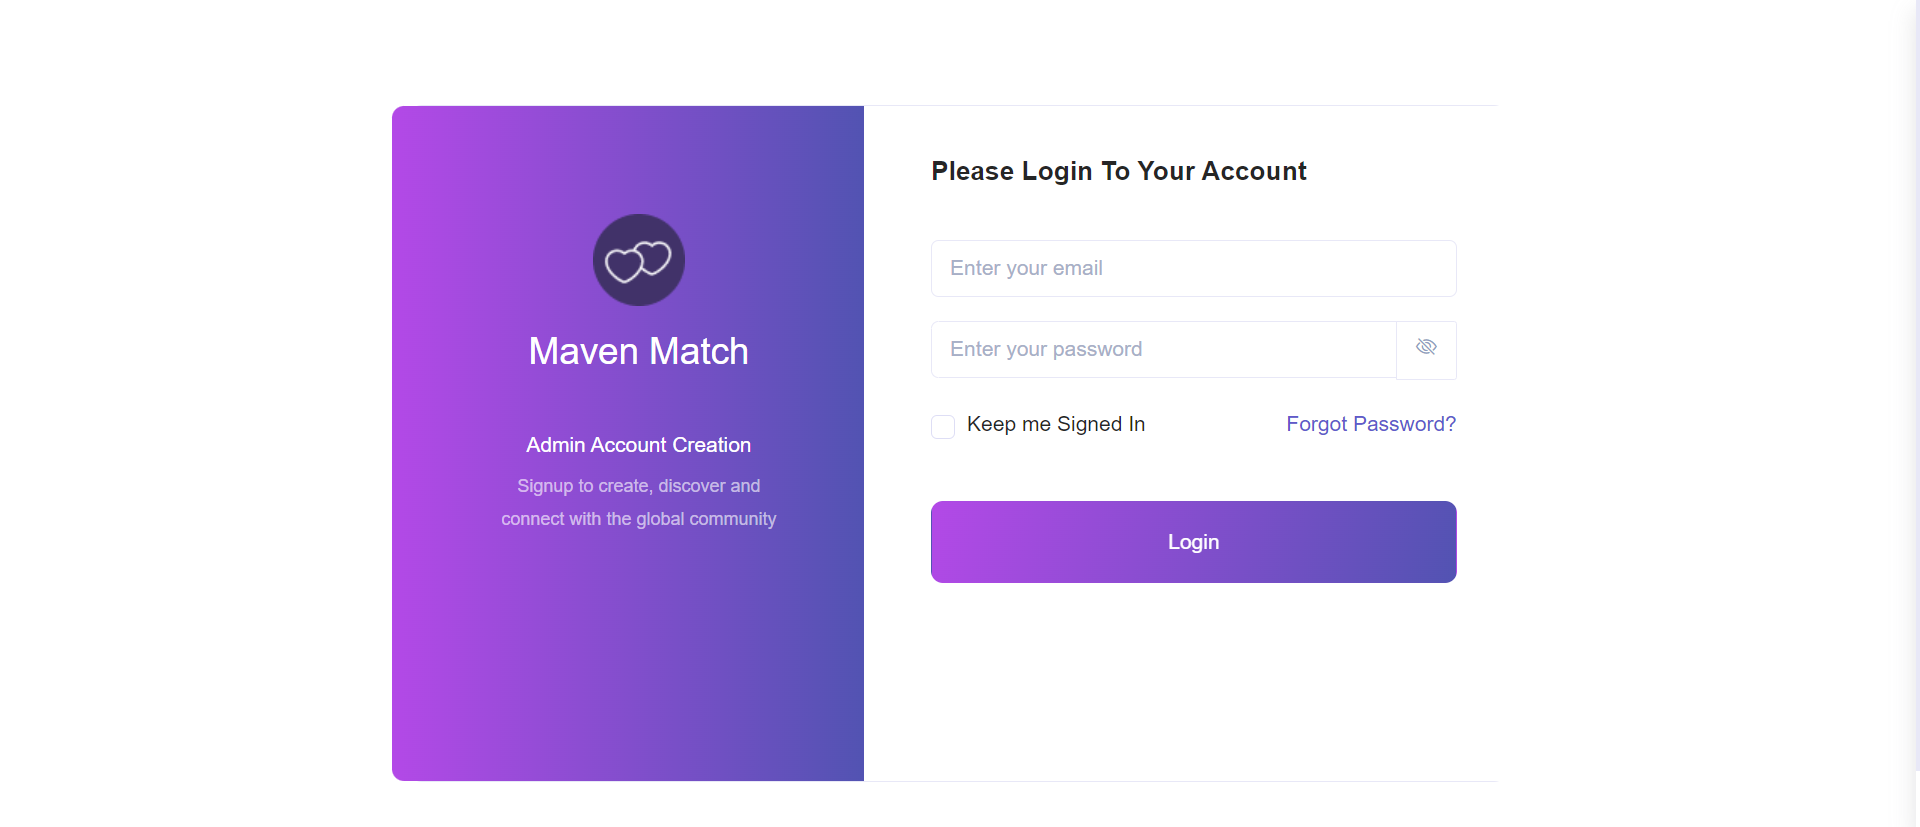 Maven Match
Admin Account Creation
Signup to create, discover and
connect with the global community
Please Login To Your Account
Enter your email
Enter your password
Keep me Signed In
Forgot Password?
Login